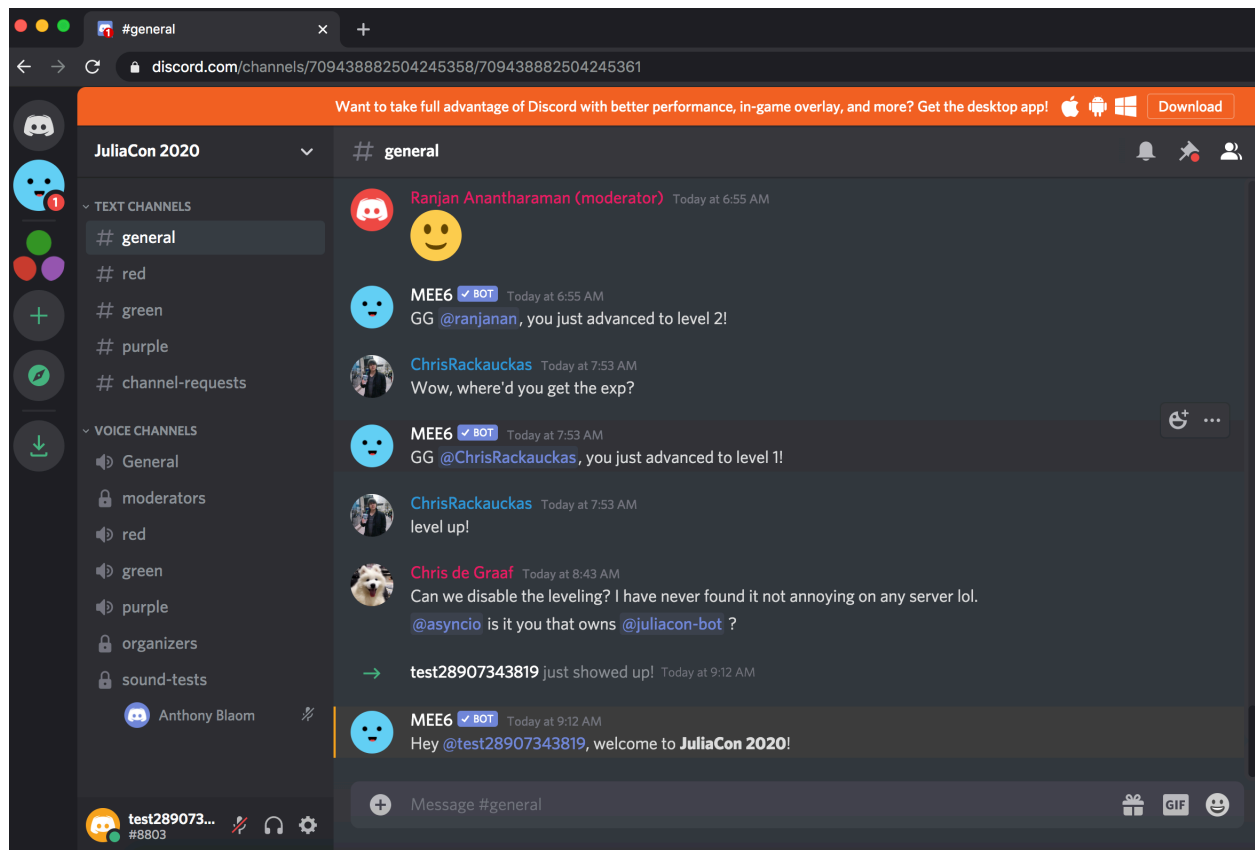 #general
discord.com/channels/709438882504245358/709438882504245361
Want to take full advantage of Discord with better performance, in-game overlay, and more? Get the desktop app! Download
1
JuliaCon 2020
TEXT CHANNELS
# general
# red
# green
# purple
# channel-requests
VOICE CHANNELS
General
moderators
red
green
purple
organizers
sound-tests
Anthony Blaom
test289073...
#8803
# general
Ranjan Anantharaman (moderator) Today at 6:55 AM
MEE6 ✓ BOT Today at 6:55 AM
GG @ranjanan, you just advanced to level 2!
ChrisRackauckas Today at 7:53 AM
Wow, where'd you get the exp?
MEE6 ✓ BOT Today at 7:53 AM
GG @ChrisRackauckas, you just advanced to level 1!
ChrisRackauckas Today at 7:53 AM
level up!
Chris de Graaf Today at 8:43 AM
Can we disable the leveling? I have never found it not annoying on any server lol.
@asyncio is it you that owns @juliacon-bot ?
test28907343819 just showed up! Today at 9:12 AM
MEE6 ✓ BOT Today at 9:12 AM
Hey @test28907343819, welcome to JuliaCon 2020!
Message #general
GIF